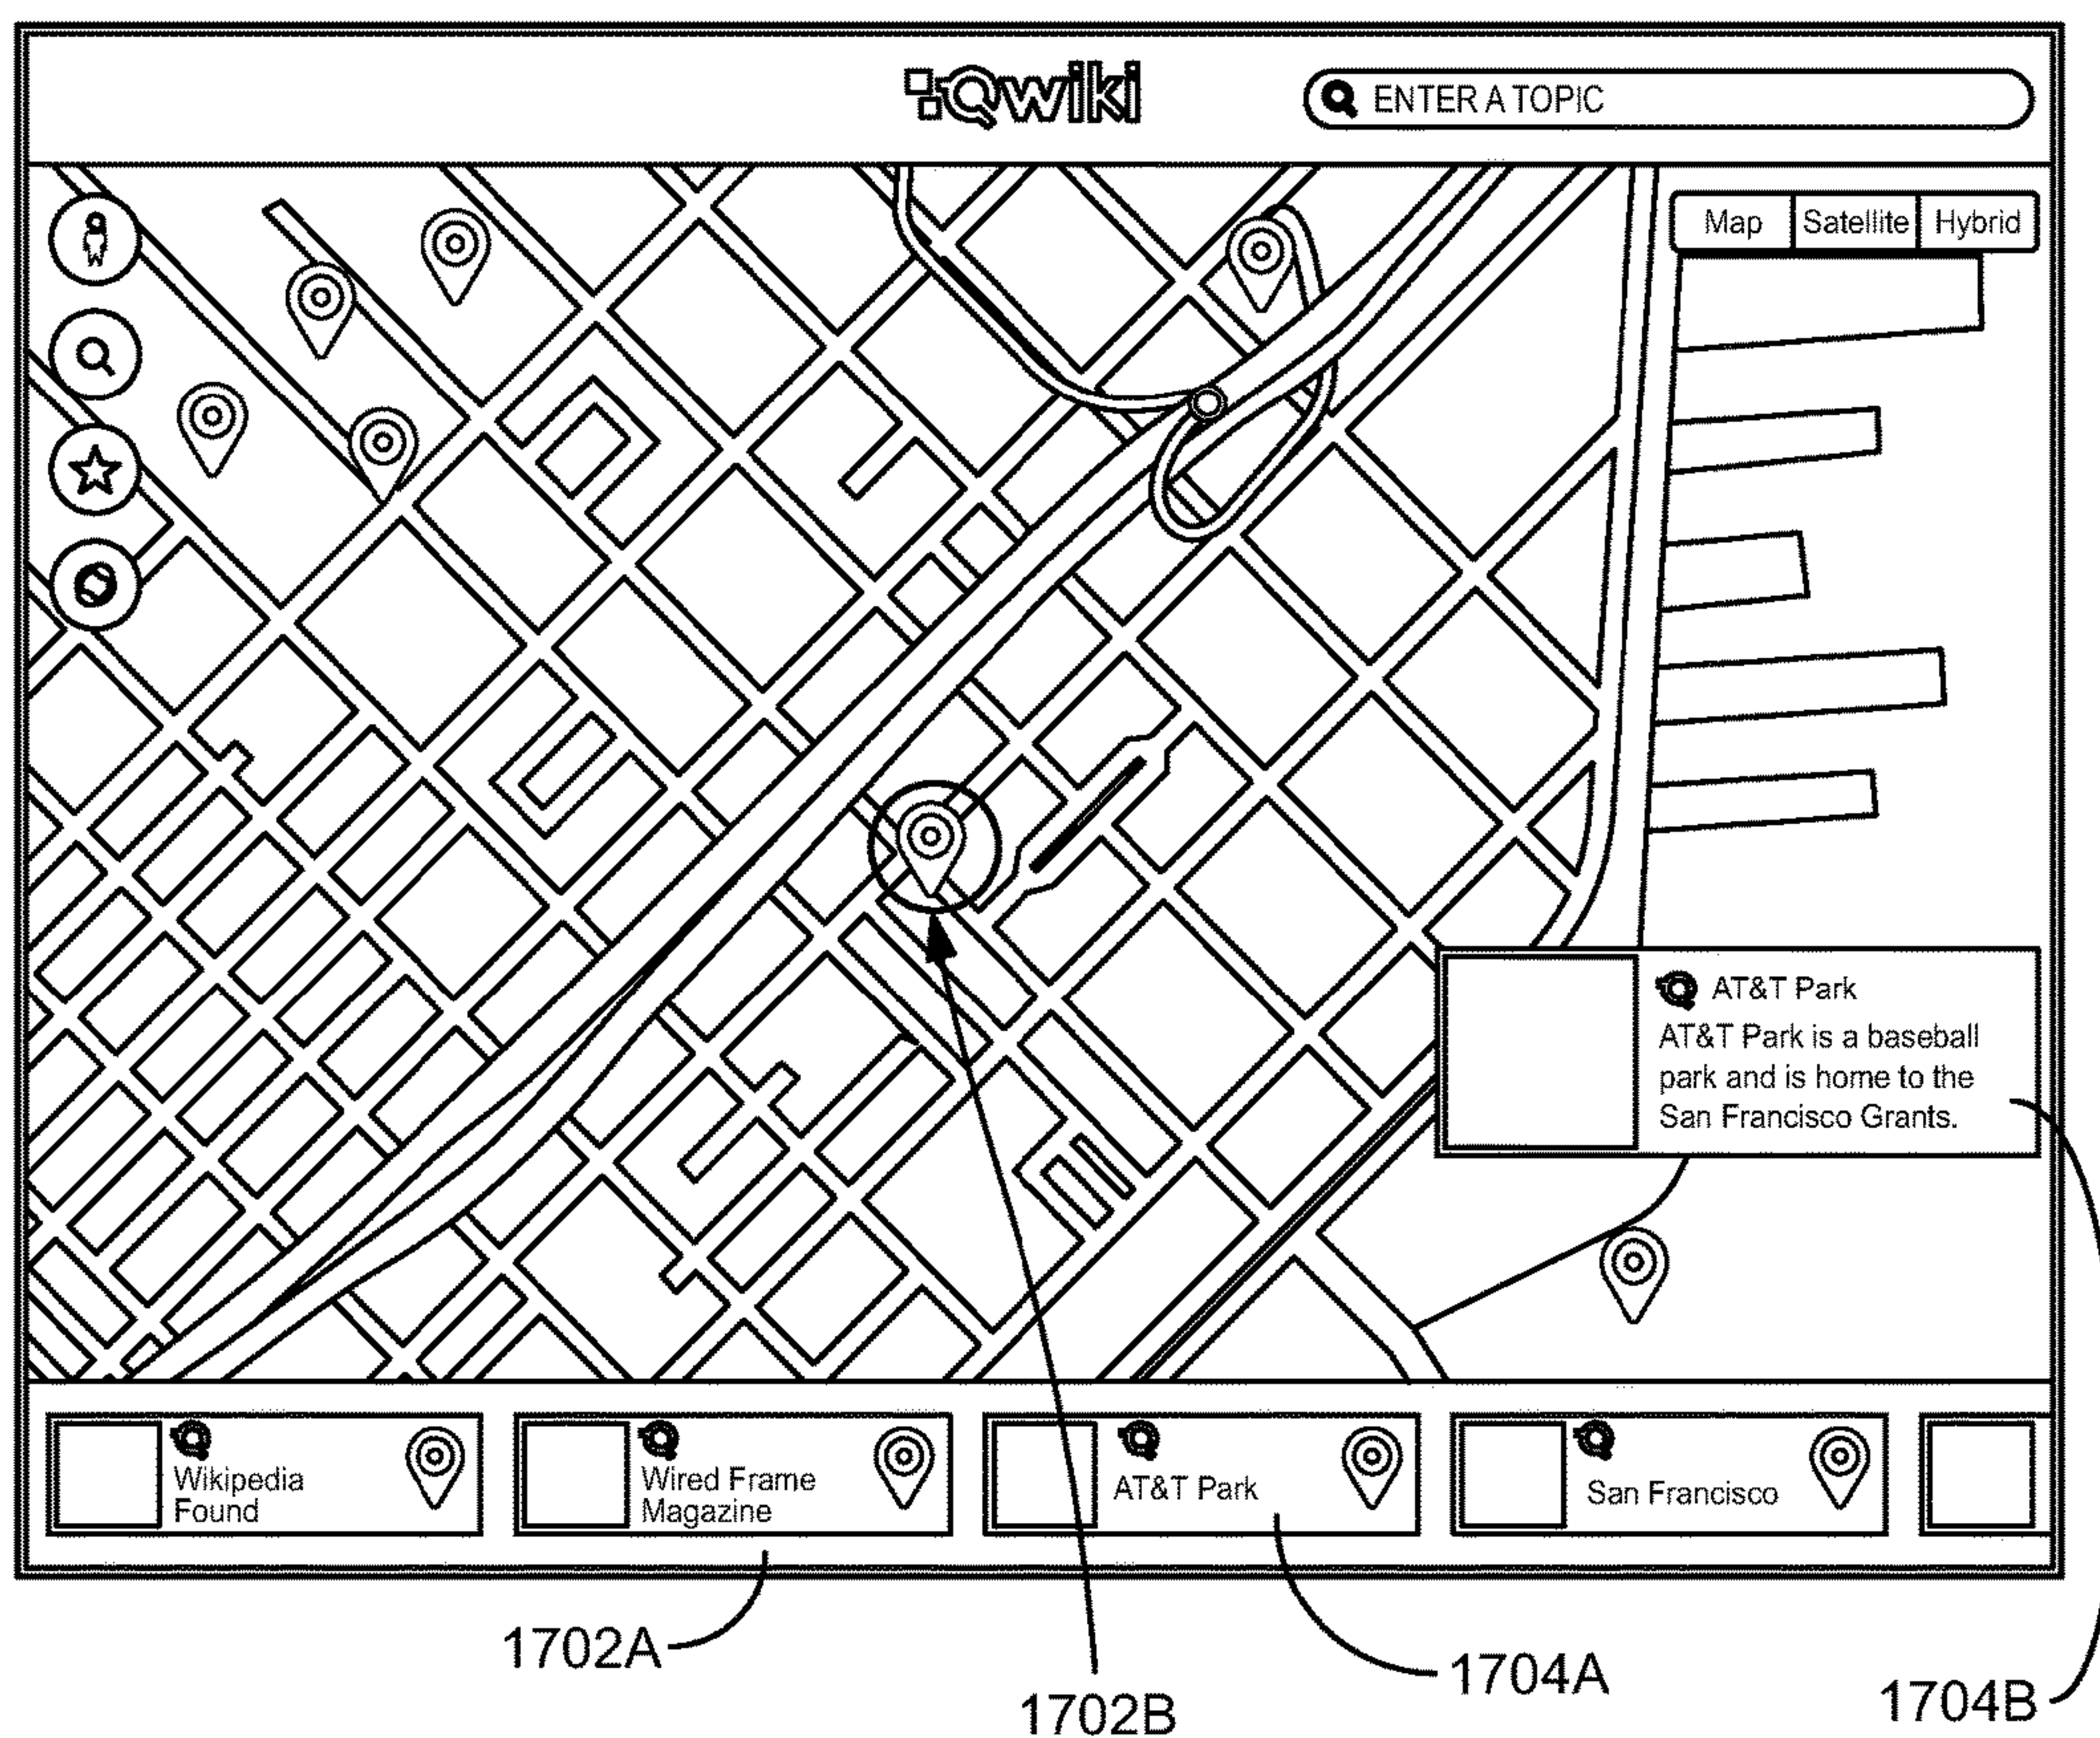 Qwiki
ENTER A TOPIC
Map Satellite Hybrid
AT&T Park
AT&T Park is a baseball
park and is home to the
San Francisco Grants.
Wikipedia
Found
Wired Frame
Magazine
AT&T Park
San Francisco
1702A
1702B
1704A
1704B